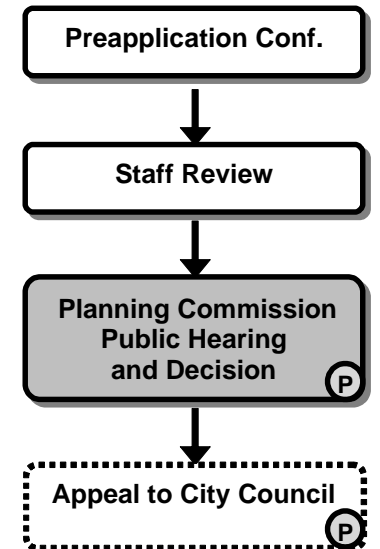 Preapplication Conf.
Staff Review
Planning Commission
Public Hearing
and Decision
P
Appeal to City Council
P